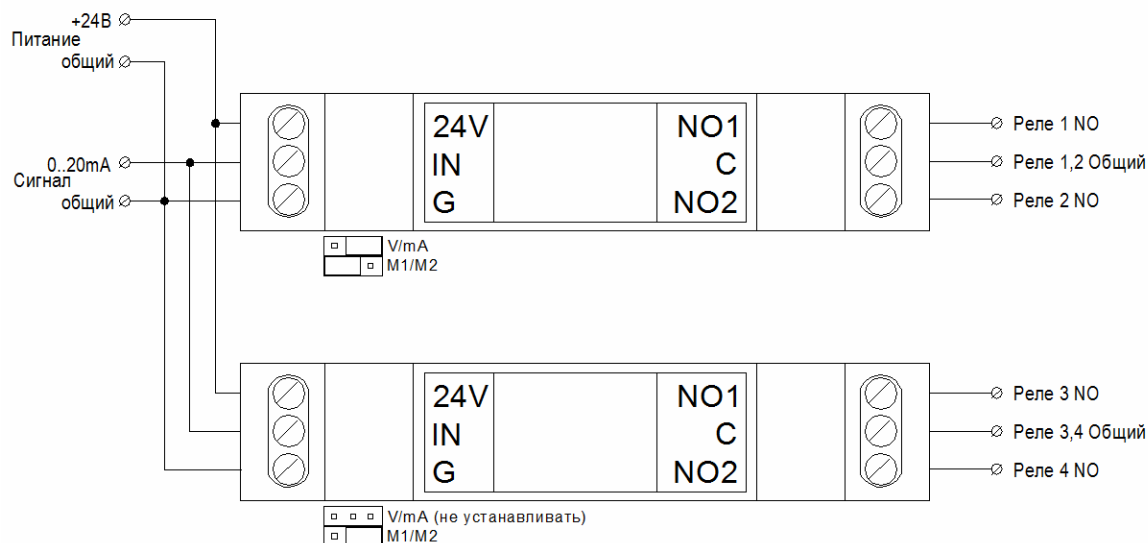 +24В
Питание
общий
0..20mA
Сигнал
общий
24V
IN
G
NO1
C
NO2
Реле 1 NO
Реле 1,2 Общий
Реле 2 NO
V/mA
M1/M2
24V
IN
G
NO1
C
NO2
Реле 3 NO
Реле 3,4 Общий
Реле 4 NO
V/mA (не устанавливать)
M1/M2